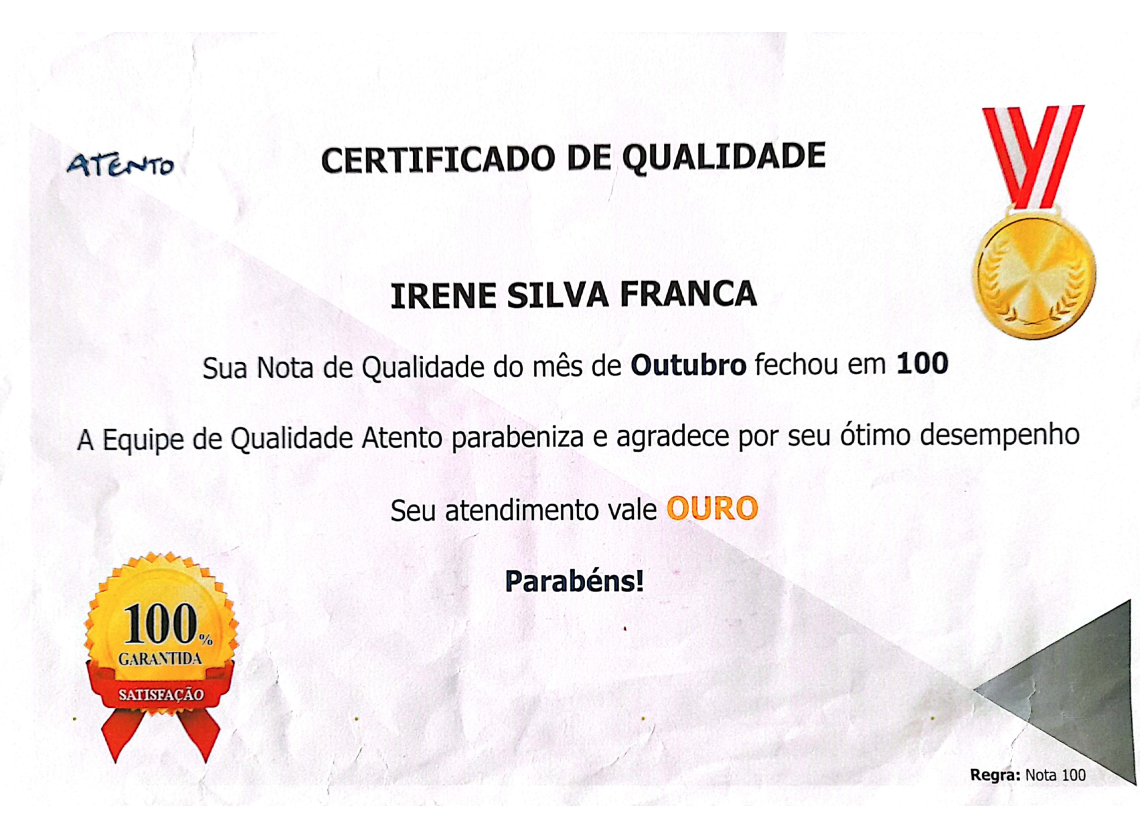 ATENTO
CERTIFICADO DE QUALIDADE
IRENE SILVA FRANCA
Sua Nota de Qualidade do mês de Outubro fechou em 100
A Equipe de Qualidade Atento parabeniza e agradece por seu ótimo desempenho
Seu atendimento vale OURO
Parabéns!
100%
GARANTIDA
SATISFAÇÃO
Regra: Nota 100